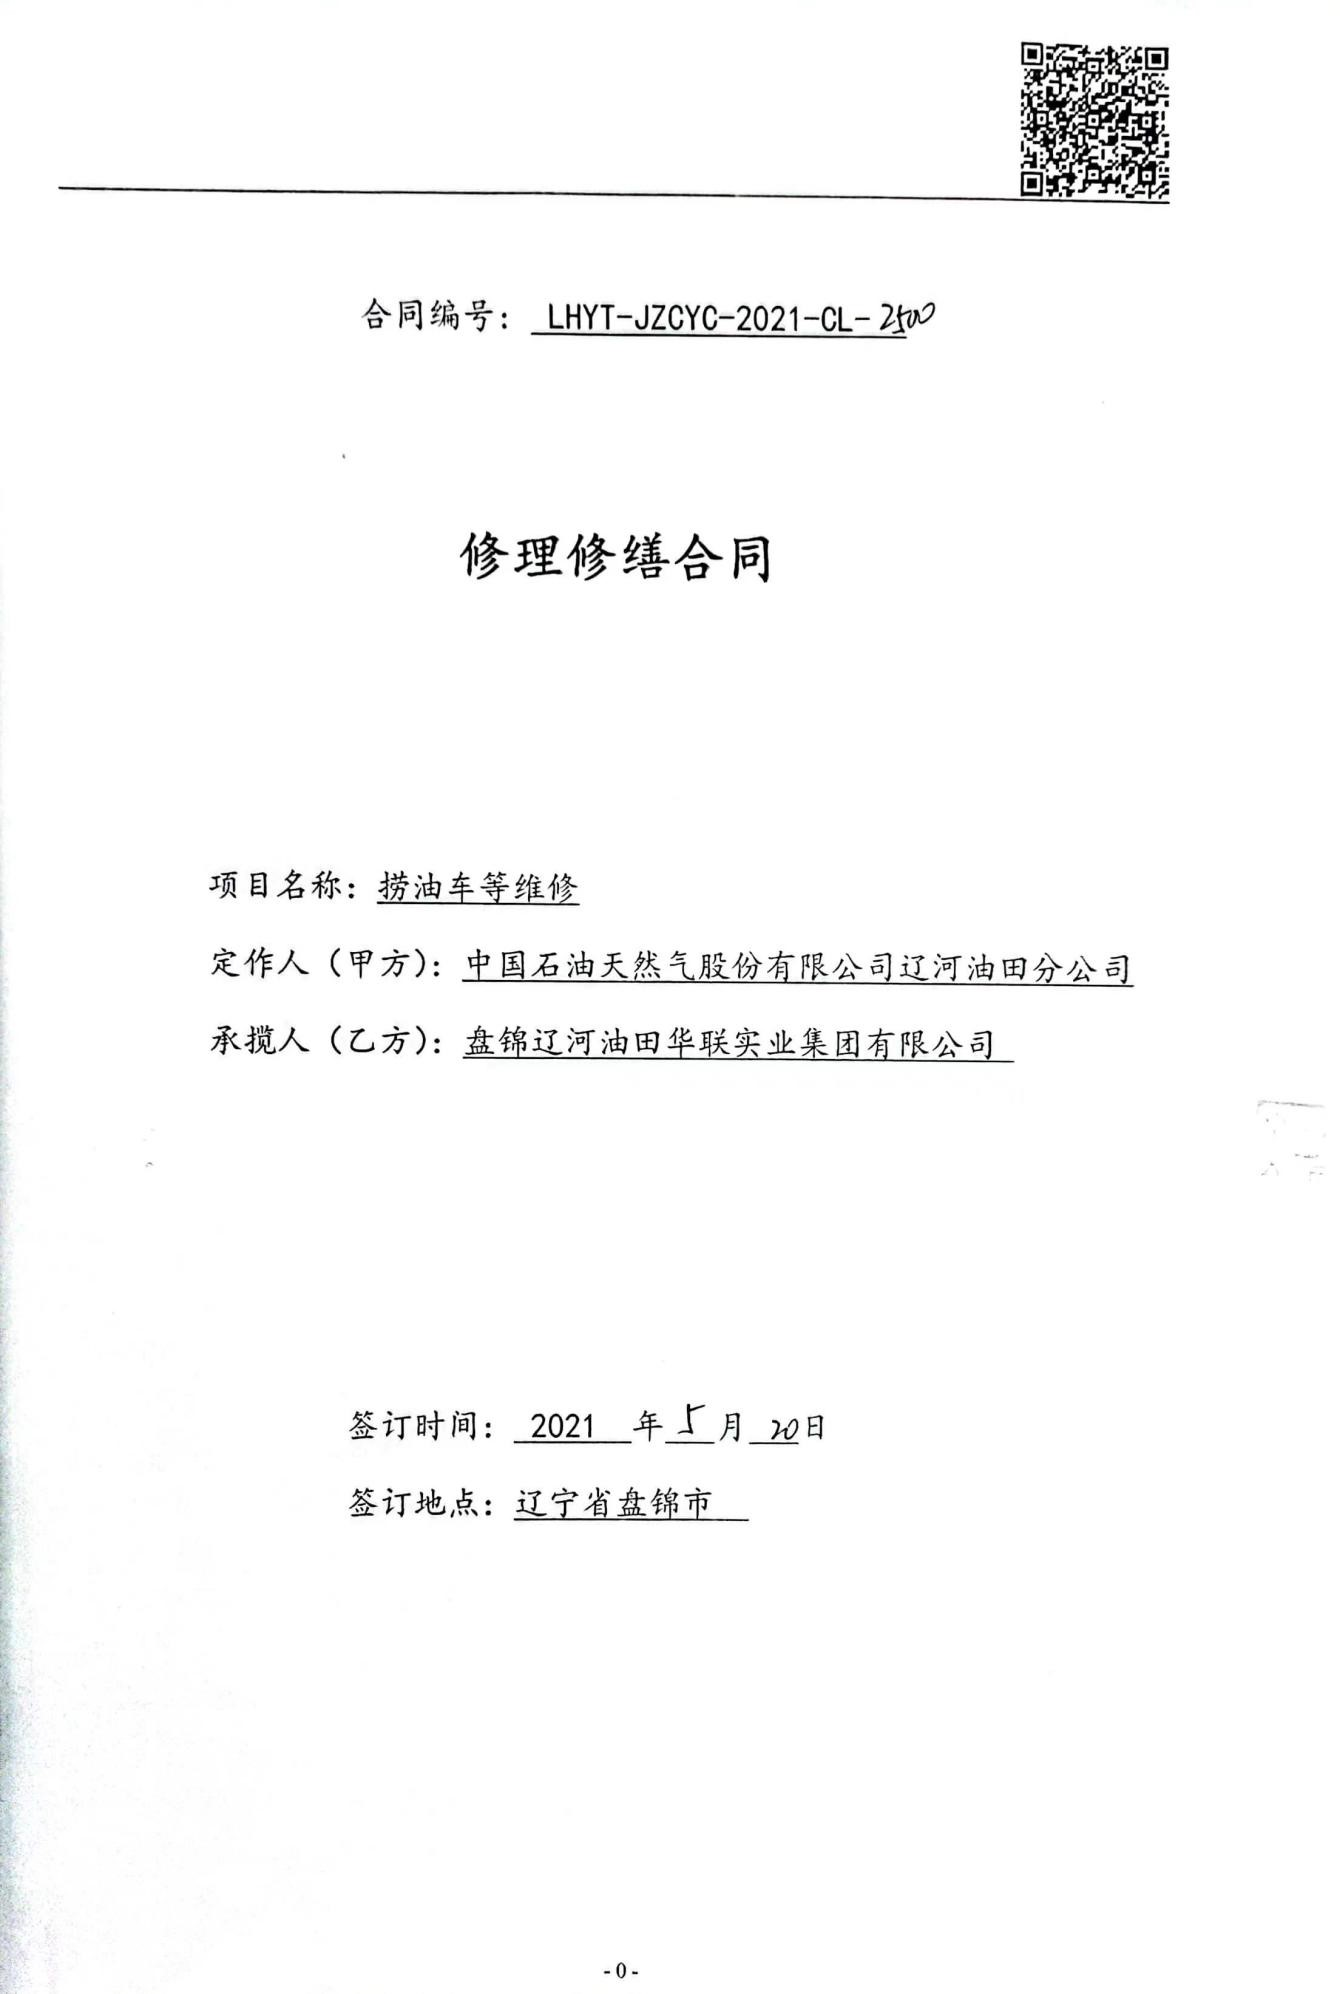 合同编号： LHYT-JZCYC-2021-CL-2500
修理修缮合同
项目名称：捞油车等维修
定作人（甲方）：中国石油天然气股份有限公司辽河油田分公司
承揽人（乙方）：盘锦辽河油田华联实业集团有限公司
签订时间： 2021 年 5 月 20日
签订地点：辽宁省盘锦市
- 0 -